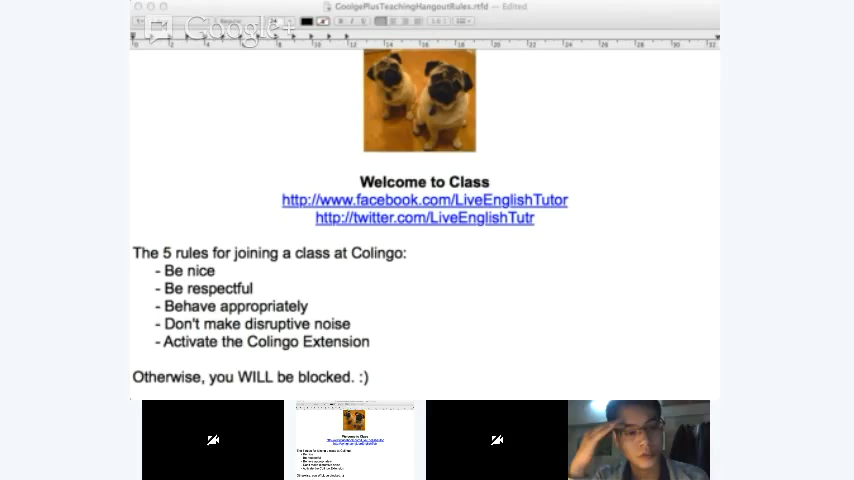 CoolgePlusTeachingHangoutRules.rtfd — Edited
Google+
Welcome to Class
http://www.facebook.com/LiveEnglishTutor
http://twitter.com/LiveEnglishTutr
The 5 rules for joining a class at Colingo:
- Be nice
- Be respectful
- Behave appropriately
- Don't make disruptive noise
- Activate the Colingo Extension
Otherwise, you WILL be blocked. :)